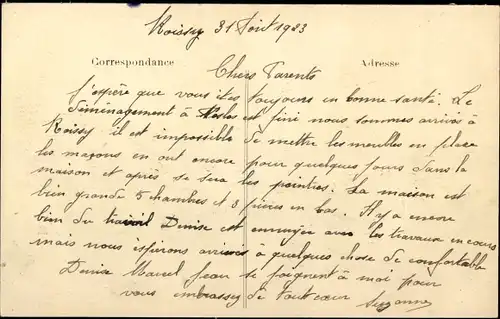 Roissy 31 Août 1923
Correspondance Adresse
Chers Parents
J'espère que vous êtes toujours en bonne santé. Le
déménagement à est fini nous sommes arrivés à
Roissy il est impossible de mettre les meubles en place
les maçons en ont encore pour quelques jours dans la
maison et après se sera les peintres. La maison est
bien grande 5 chambres et 3 pièces en bas. Il y a encore
bien du travail Denise est ennuyée avec les travaux en cours
mais nous éspérons arriver à quelques chose de confortable
Denise Marcel Jean se joignent à moi pour
vous embrasser de tout cœur Suzanne